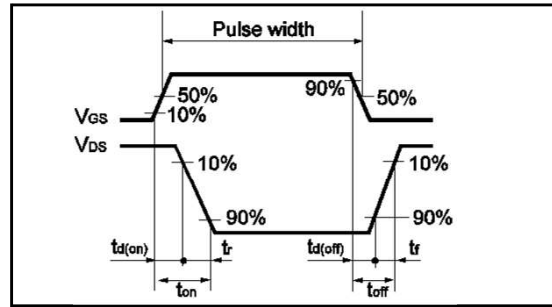 Pulse width
90%
50%
50%
10%
VGS
VDS
10%
10%
90%
90%
td(on)
tr
td(off)
tf
ton
toff